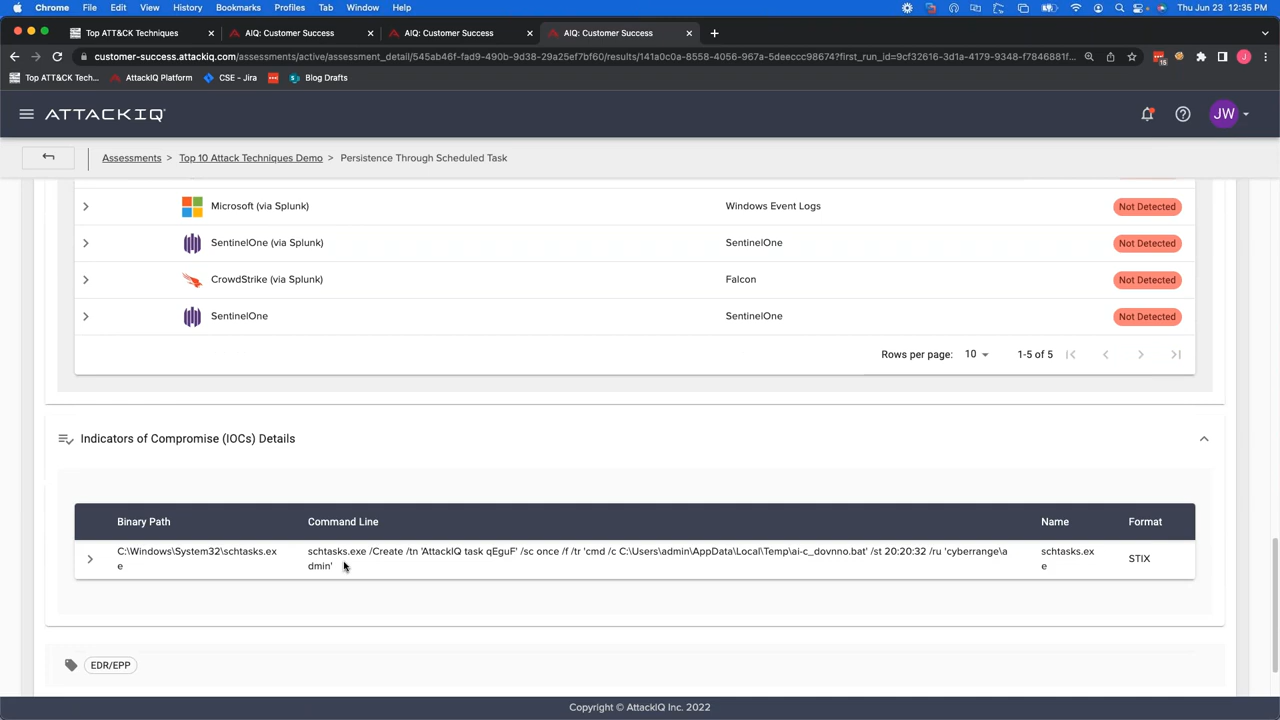 Chrome File Edit View History Bookmarks Profiles Tab Window Help Thu Jun 23 12:35 PM
Top ATT&CK Techniques AIQ: Customer Success AIQ: Customer Success AIQ: Customer Success
customer-success.attackiq.com/assessments/active/assessment_detail/545ab46f-fad9-490b-9d38-29a25ef7bf60/results/141a0c0a-8558-4056-967a-5deeccc98674?first_run_id=9cf32616-3d1a-4179-9348-f7846881f...
15
J
Top ATT&CK Tech... AttackIQ Platform CSE - Jira Blog Drafts
ATTACKIQ
JW
Assessments > Top 10 Attack Techniques Demo > Persistence Through Scheduled Task
Microsoft (via Splunk) Windows Event Logs Not Detected
SentinelOne (via Splunk) SentinelOne Not Detected
CrowdStrike (via Splunk) Falcon Not Detected
SentinelOne SentinelOne Not Detected
Rows per page: 10 1-5 of 5
Indicators of Compromise (IOCs) Details
Binary Path Command Line Name Format
C:\Windows\System32\schtasks.ex schtasks.exe /Create /tn 'AttackIQ task qEguF' /sc once /f /tr 'cmd /c C:\Users\admin\AppData\Local\Temp\ai-c_dovnno.bat' /st 20:20:32 /ru 'cyberrange\a schtasks.ex STIX
e dmin' e
EDR/EPP
Copyright © AttackIQ Inc. 2022